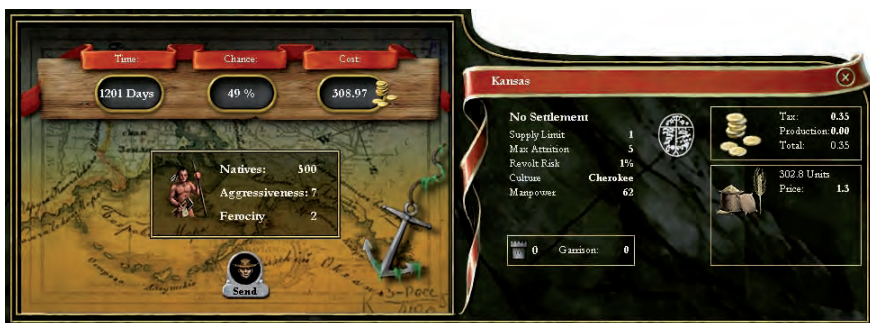 Time:
Chance:
Cost:
1201 Days
49 %
308.97
Natives: 500
Aggressiveness: 7
Ferocity 2
Send
Kansas
No Settlement
Supply Limit 1
Max Attrition 5
Revolt Risk 1%
Culture Cherokee
Manpower 62
0 Garrison: 0
Tax: 0.35
Production: 0.00
Total: 0.35
302.8 Units
Price: 1.3